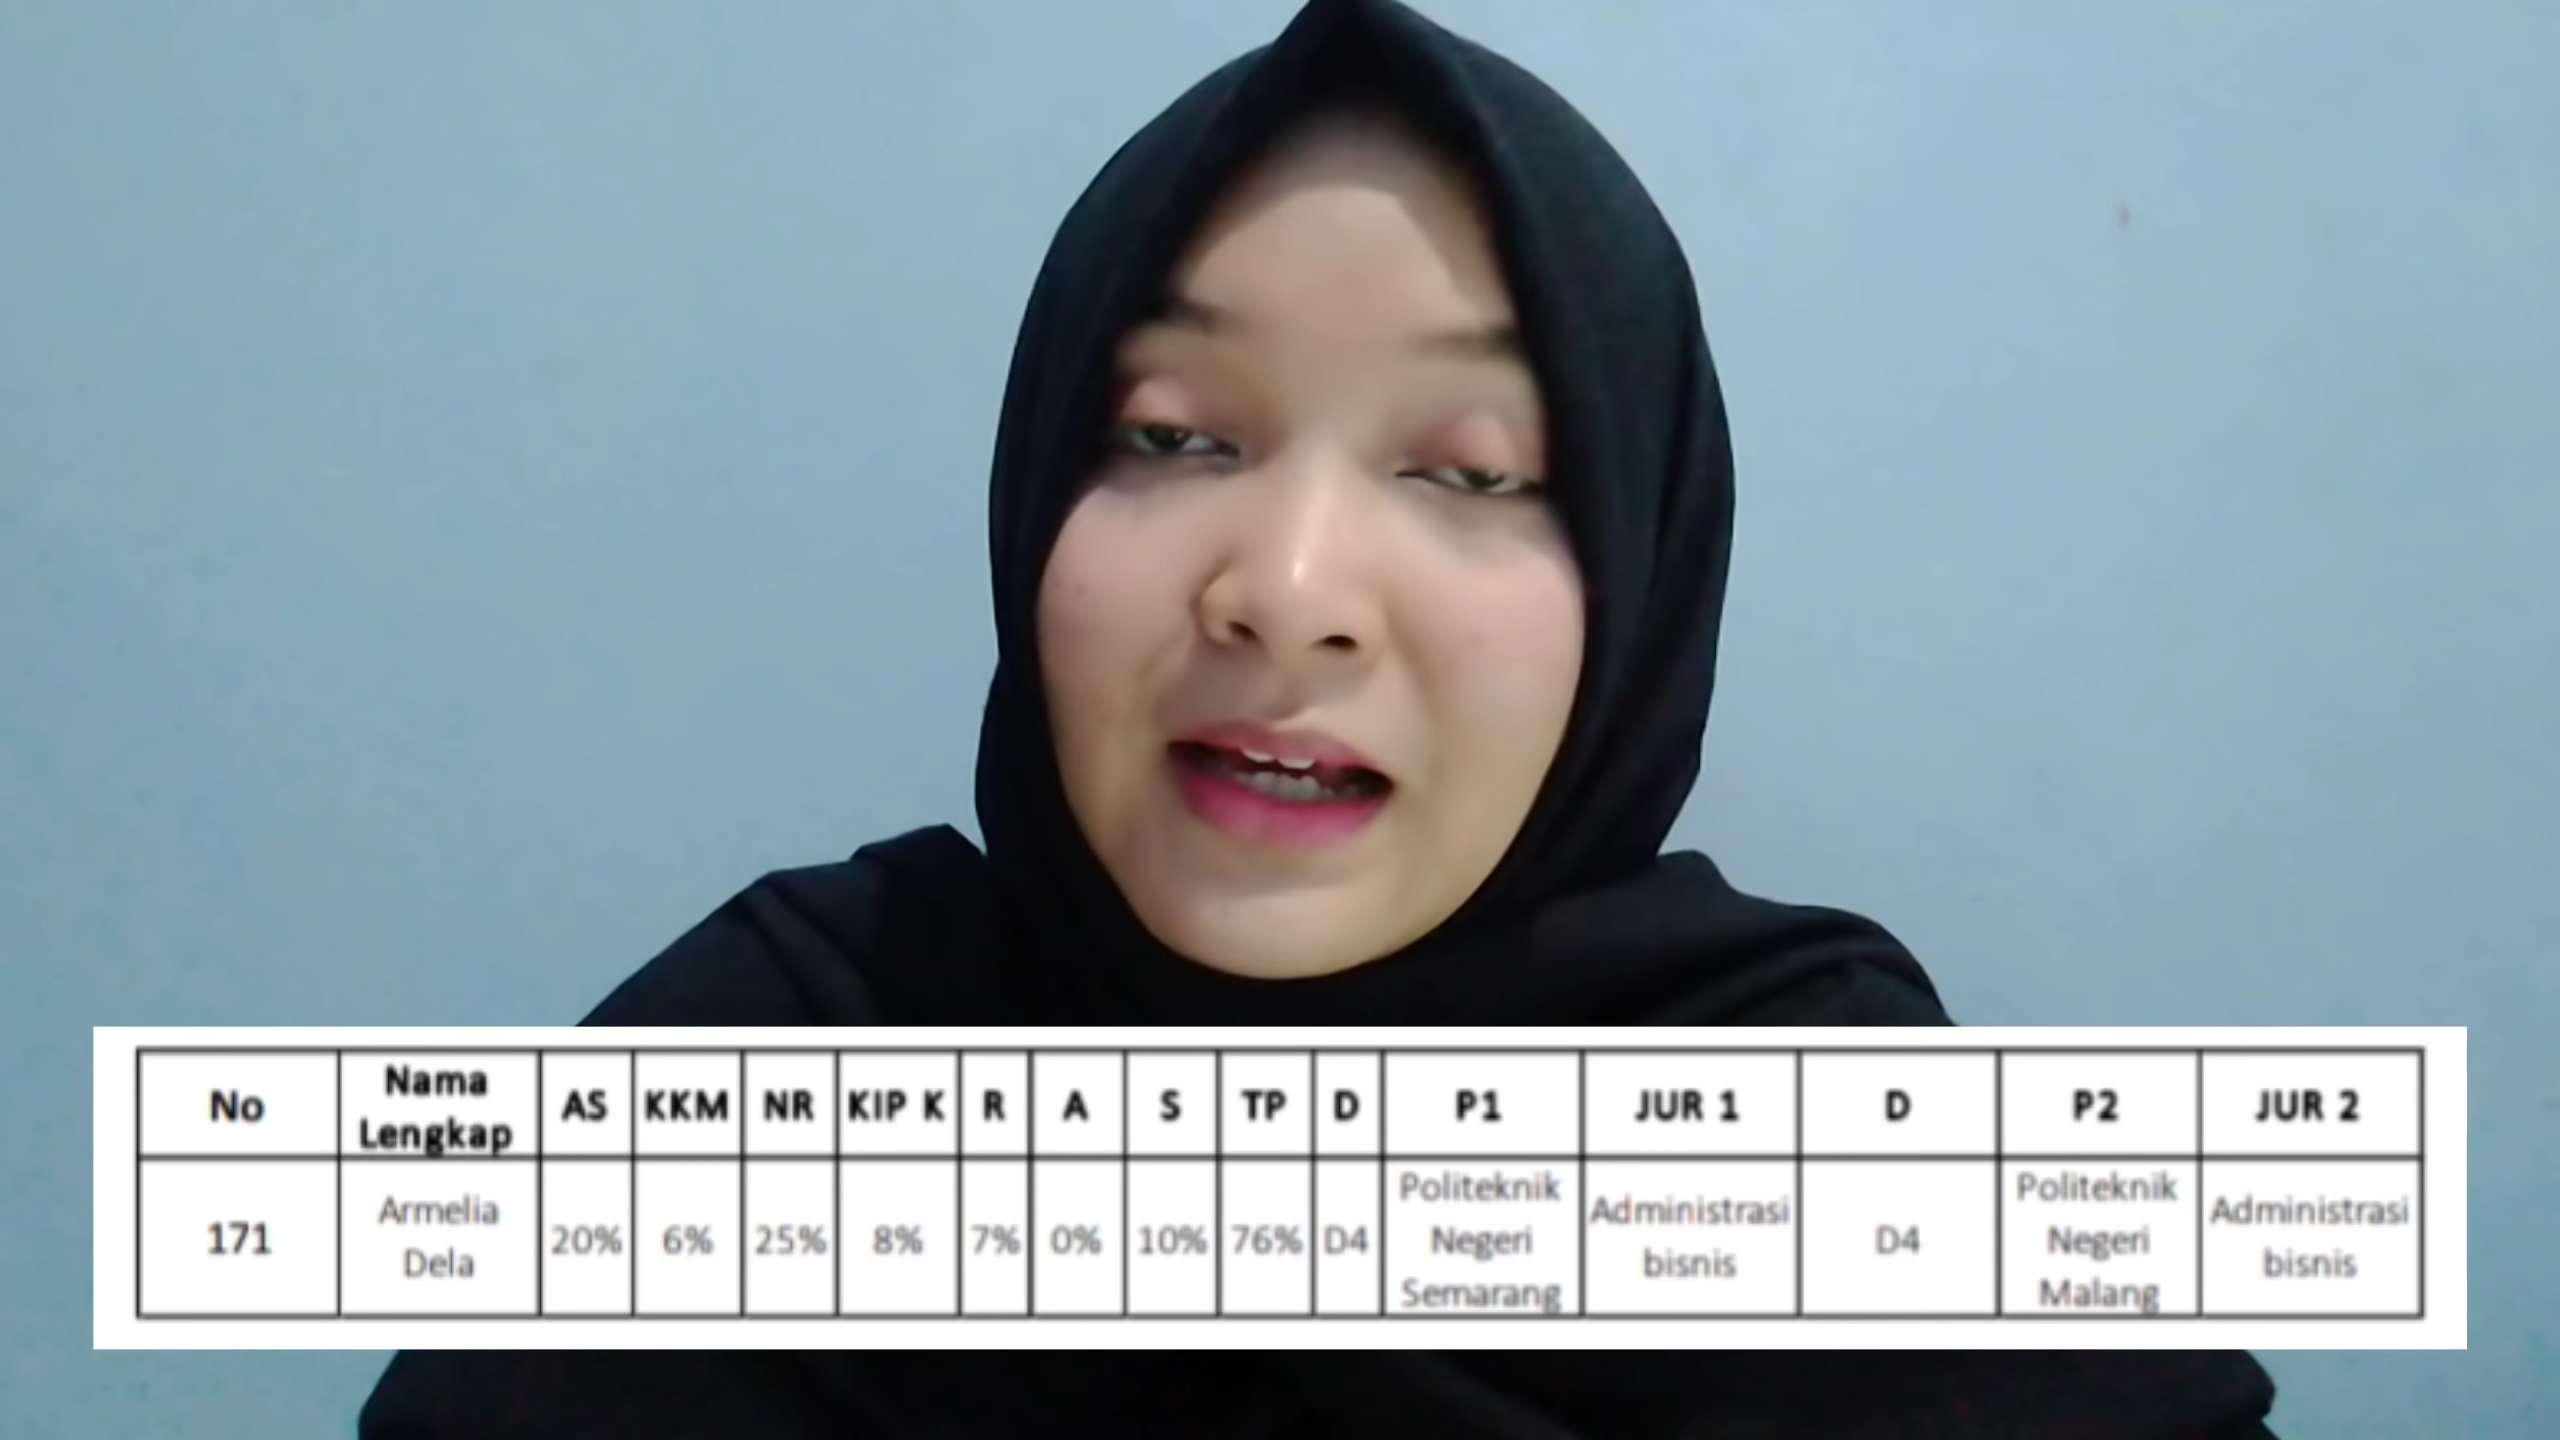 No Nama Lengkap AS KKM NR KIP K R A S TP D P1 JUR 1 D P2 JUR 2
171 Armelia Dela 20% 6% 25% 8% 7% 0% 10% 76% D4 Politeknik Negeri Semarang Administrasi bisnis D4 Politeknik Negeri Malang Administrasi bisnis